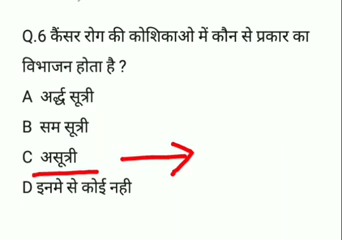 Q.6 कैंसर रोग की कोशिकाओ में कौन से प्रकार का
विभाजन होता है ?
A अर्द्ध सूत्री
B सम सूत्री
C असूत्री
D इनमे से कोई नही